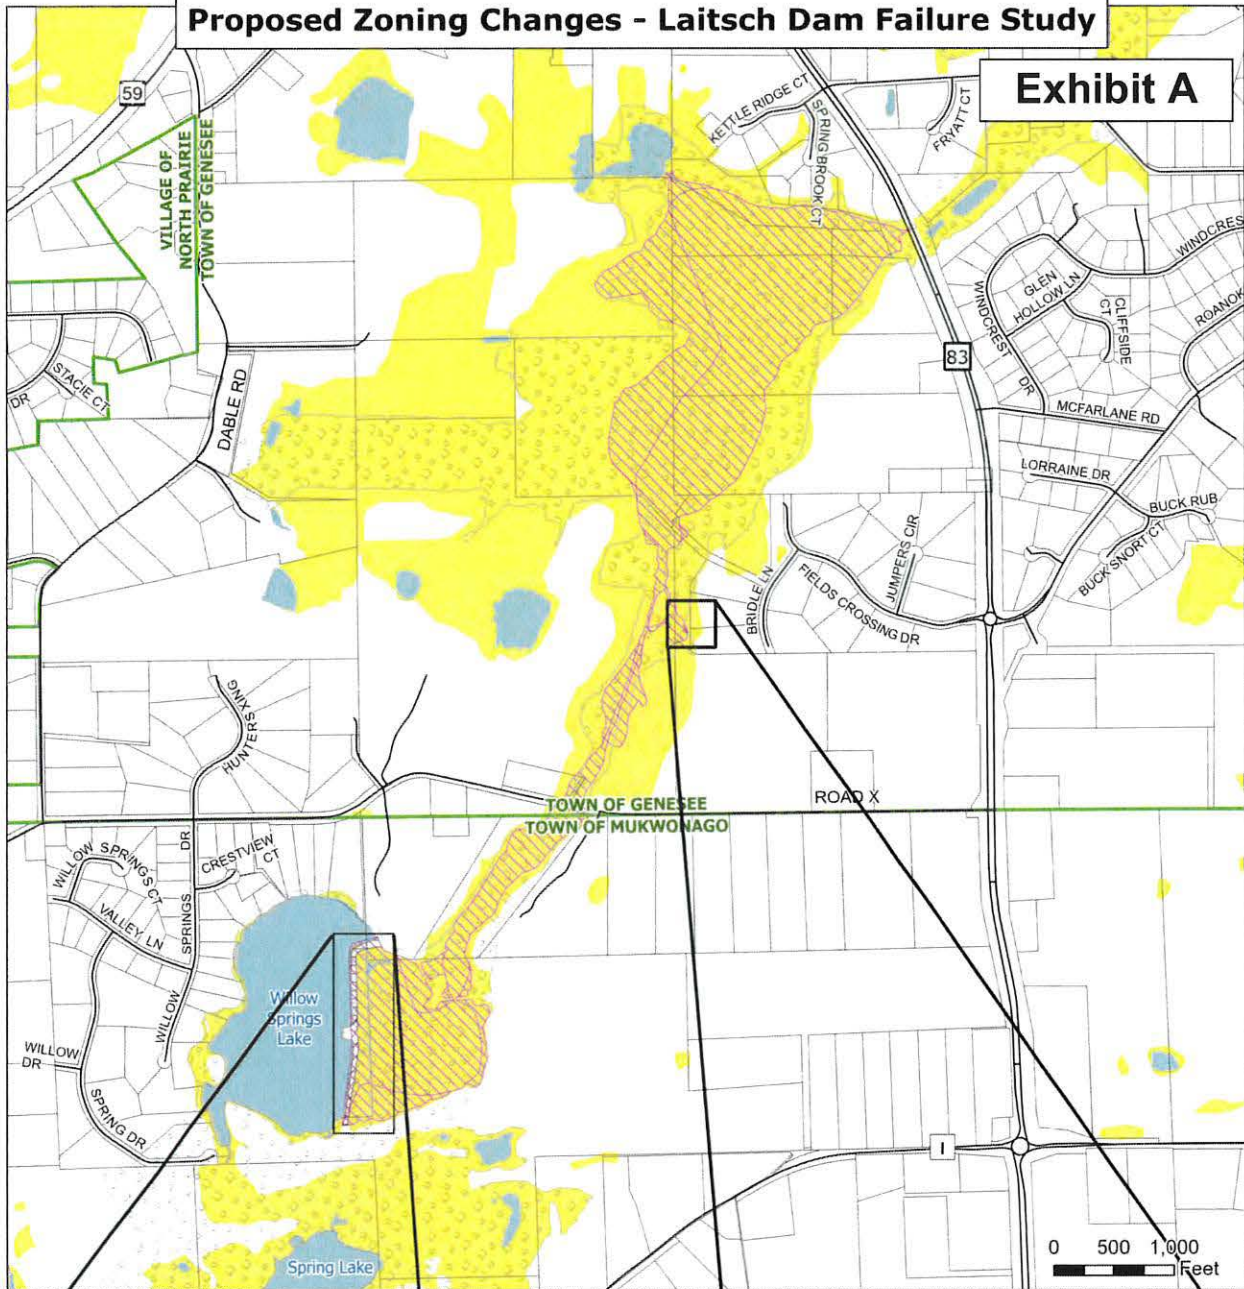 Proposed Zoning Changes - Laitsch Dam Failure Study
Exhibit A
59
VILLAGE OF
NORTH PRAIRIE
TOWN OF GENESEE
KETTLE RIDGE CT
SPRING BROOK CT
FRYATT CT
WINDCRES
GLEN
HOLLOW LN
CLIFFSIDE
CT
ROANOK
WINDCREST
DR
83
MCFARLANE RD
STACIE CT
DR
DABLE RD
LORRAINE DR
BUCK RUB
BUCK SNORT CT
JUMPERS CIR
BRIDLE LN
FIELDS CROSSING DR
HUNTERS
XING
TOWN OF GENESEE
TOWN OF MUKWONAGO
ROAD X
WILLOW SPRINGS CT
CRESTVIEW
CT
VALLEY LN
WILLOW
SPRINGS
DR
Willow
Springs
Lake
WILLOW
DR
SPRING DR
I
Spring Lake
0 500 1,000
Feet